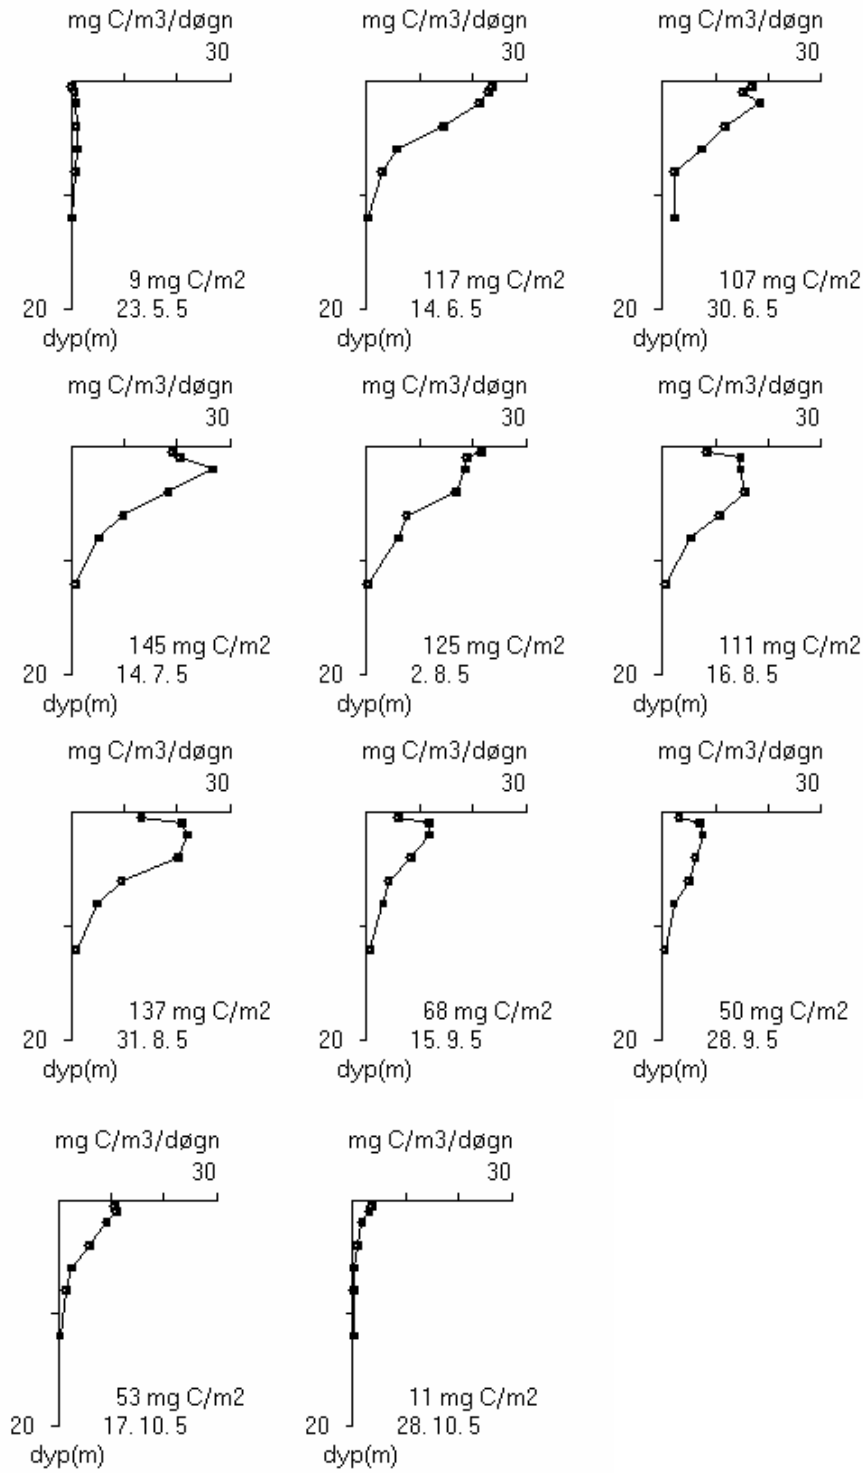 mg C/m3/døgn mg C/m3/døgn mg C/m3/døgn
30 30 30
9 mg C/m2 117 mg C/m2 107 mg C/m2
20 23. 5. 5 20 14. 6. 5 20 30. 6. 5
dyp(m) dyp(m) dyp(m)
mg C/m3/døgn mg C/m3/døgn mg C/m3/døgn
30 30 30
145 mg C/m2 125 mg C/m2 111 mg C/m2
20 14. 7. 5 20 2. 8. 5 20 16. 8. 5
dyp(m) dyp(m) dyp(m)
mg C/m3/døgn mg C/m3/døgn mg C/m3/døgn
30 30 30
137 mg C/m2 68 mg C/m2 50 mg C/m2
20 31. 8. 5 20 15. 9. 5 20 28. 9. 5
dyp(m) dyp(m) dyp(m)
mg C/m3/døgn mg C/m3/døgn
30 30
53 mg C/m2 11 mg C/m2
20 17. 10. 5 20 28. 10. 5
dyp(m) dyp(m)